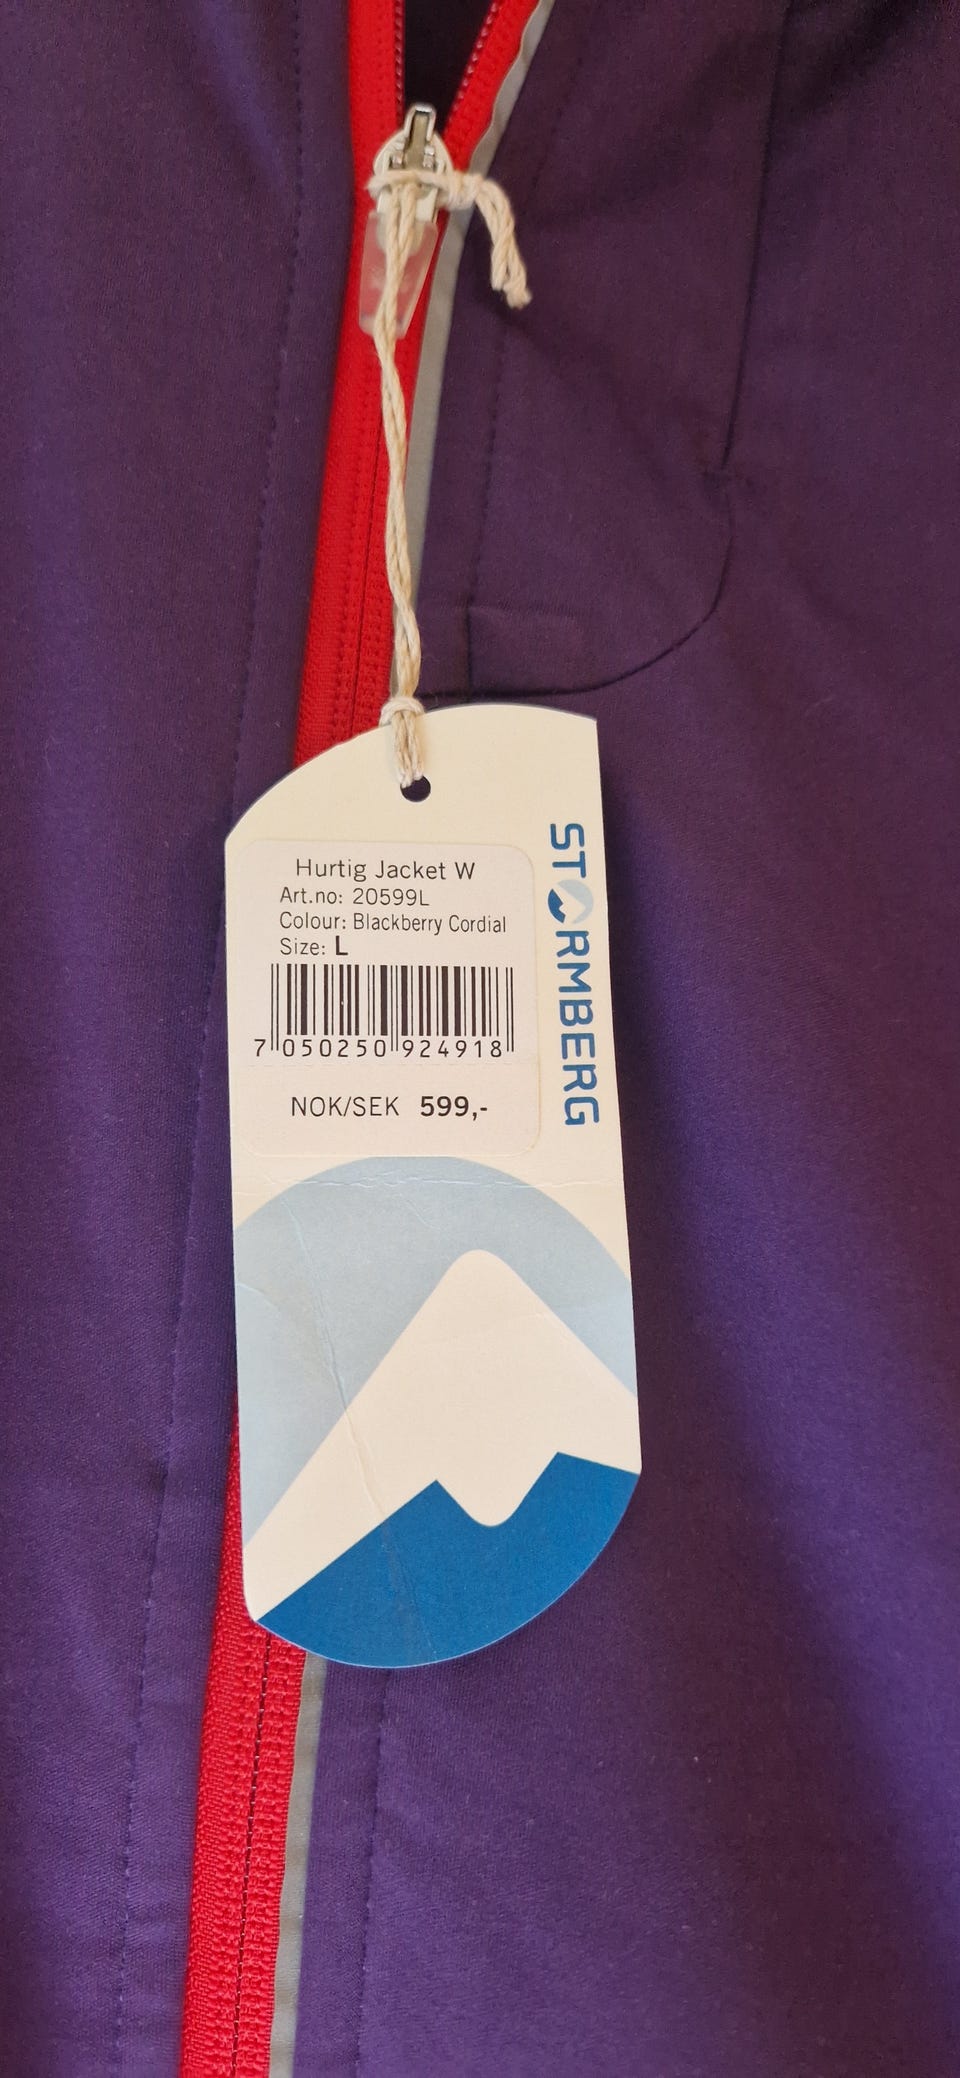 Hurtig Jacket W
Art.no: 20599L
Colour: Blackberry Cordial
Size: L
7 050250 924918
NOK/SEK 599,-
STORMBERG